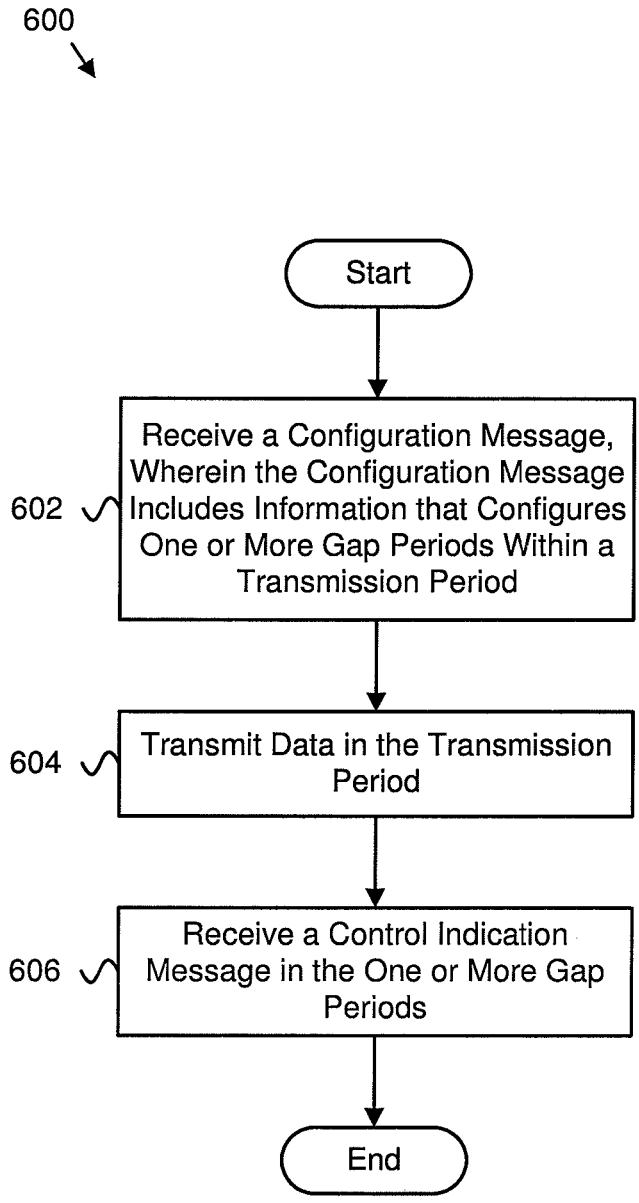 600
Start
602
Receive a Configuration Message,
Wherein the Configuration Message
Includes Information that Configures
One or More Gap Periods Within a
Transmission Period
604
Transmit Data in the Transmission
Period
606
Receive a Control Indication
Message in the One or More Gap
Periods
End